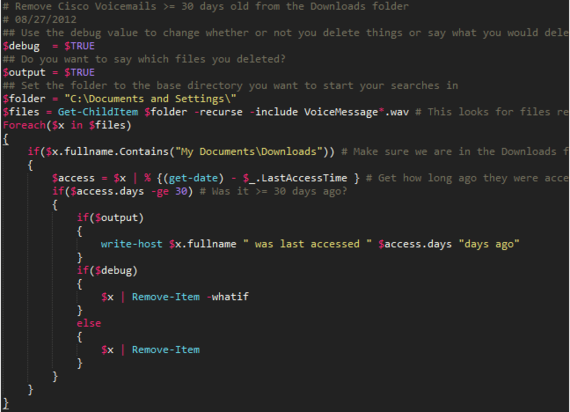 # Remove Cisco Voicemails >= 30 days old from the Downloads folder
# 08/27/2012
## Use the debug value to change whether or not you delete things or say what you would dele
$debug  = $TRUE
## Do you want to say which files you deleted?
$output = $TRUE
## Set the folder to the base directory you want to start your searches in
$folder = "C:\Documents and Settings\"
$files = Get-ChildItem $folder -recurse -include VoiceMessage*.wav # This looks for files re
Foreach($x in $files)
{
    if($x.fullname.Contains("My Documents\Downloads")) # Make sure we are in the Downloads f
    {
        $access = $x | % {(get-date) - $_.LastAccessTime } # Get how long ago they were acce
        if($access.days -ge 30) # Was it >= 30 days ago?
        {
            if($output)
            {
                write-host $x.fullname " was last accessed " $access.days "days ago"
            }
            if($debug)
            {
                $x | Remove-Item -whatif
            }
            else
            {
                $x | Remove-Item
            }
        }
    }
}